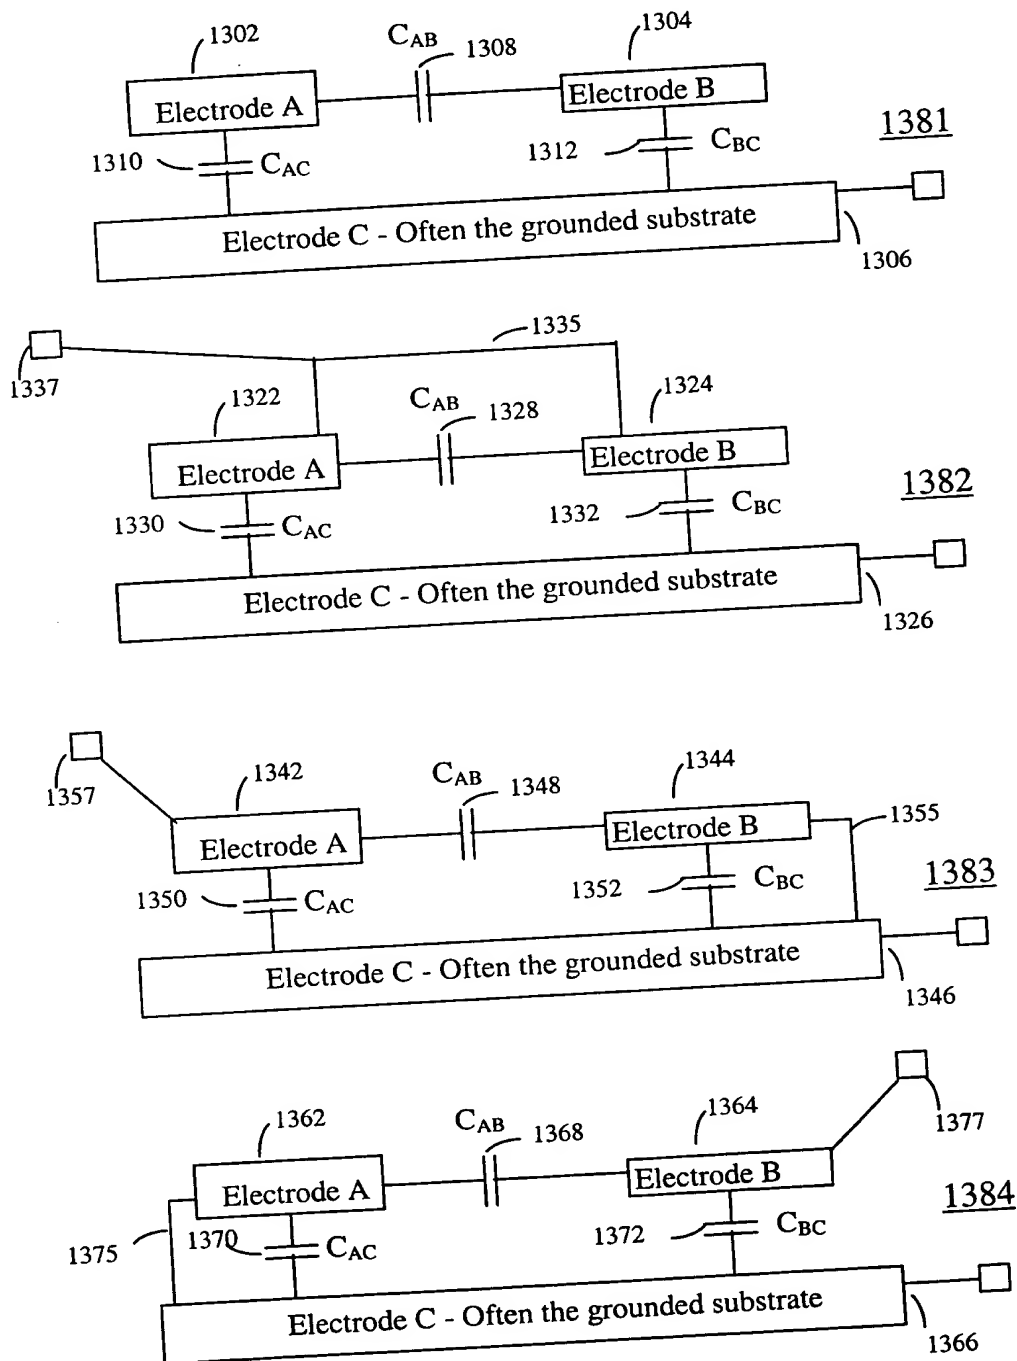 1302
CAB
1308
1304
Electrode A
Electrode B
1381
1310
CAC
1312
CBC
Electrode C - Often the grounded substrate
1306
1335
1337
1322
CAB
1328
1324
Electrode A
Electrode B
1382
1330
CAC
1332
CBC
Electrode C - Often the grounded substrate
1326
1357
1342
CAB
1348
1344
1355
Electrode A
Electrode B
1383
1350
CAC
1352
CBC
Electrode C - Often the grounded substrate
1346
1362
CAB
1368
1364
1377
Electrode A
Electrode B
1384
1375
1370
CAC
1372
CBC
Electrode C - Often the grounded substrate
1366